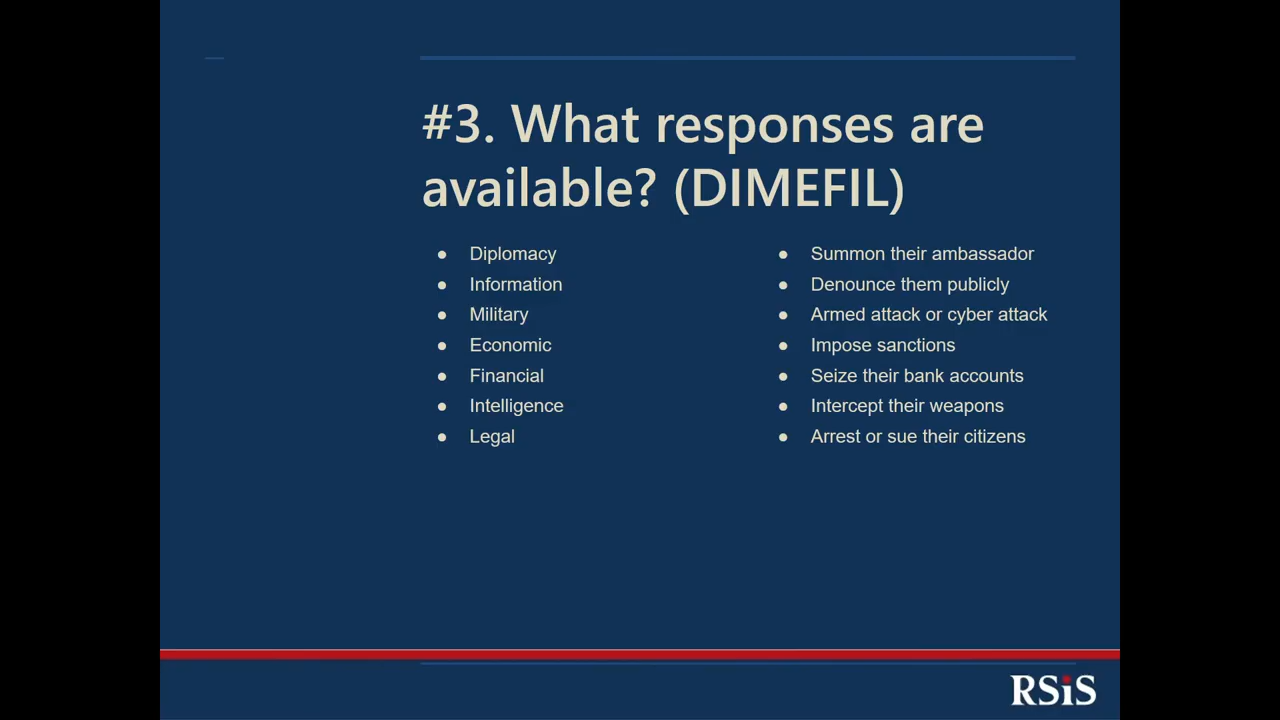 #3. What responses are
available? (DIMEFIL)
● Diplomacy
● Information
● Military
● Economic
● Financial
● Intelligence
● Legal
● Summon their ambassador
● Denounce them publicly
● Armed attack or cyber attack
● Impose sanctions
● Seize their bank accounts
● Intercept their weapons
● Arrest or sue their citizens
RSiS